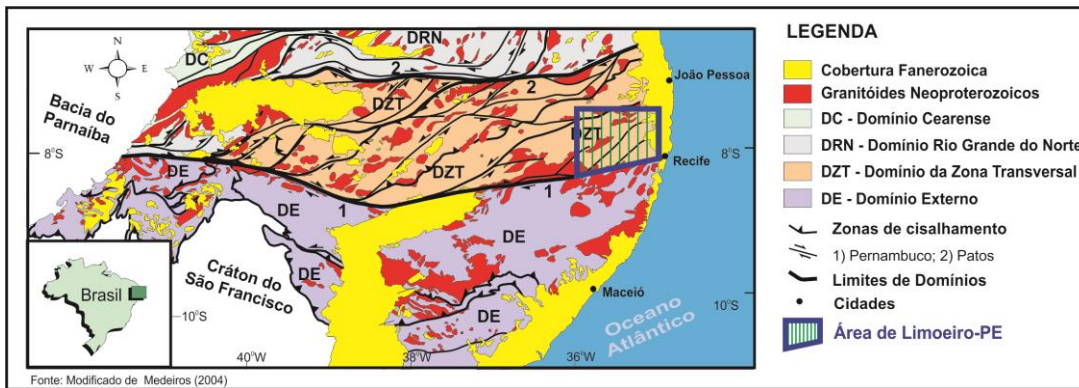 DC
DRN
N
W E
S
2
2
João Pessoa
DZT
Bacia do
Parnaíba
DZT
8°S
8°S
Recife
DE
DZT
1
1
DE
DE
DE
Cráton do
São Francisco
Maceió
Brasil
10°S
10°S
DE
Oceano
Atlântico
40°W
38°W
36°W
Fonte: Modificado de Medeiros (2004)
LEGENDA
Cobertura Fanerozoica
Granitóides Neoproterozoicos
DC - Domínio Cearense
DRN - Domínio Rio Grande do Norte
DZT - Domínio da Zona Transversal
DE - Domínio Externo
Zonas de cisalhamento
1) Pernambuco; 2) Patos
Limites de Domínios
Cidades
Área de Limoeiro-PE